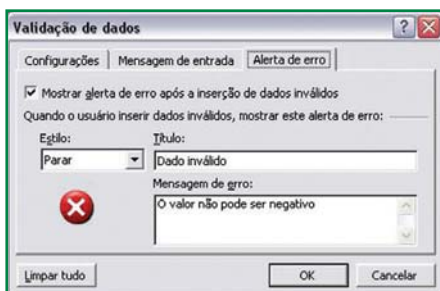 Validação de dados
Configurações Mensagem de entrada Alerta de erro
Mostrar alerta de erro após a inserção de dados inválidos
Quando o usuário inserir dados inválidos, mostrar este alerta de erro:
Estilo: Título:
Parar Dado inválido
Mensagem de erro:
O valor não pode ser negativo
Limpar tudo OK Cancelar